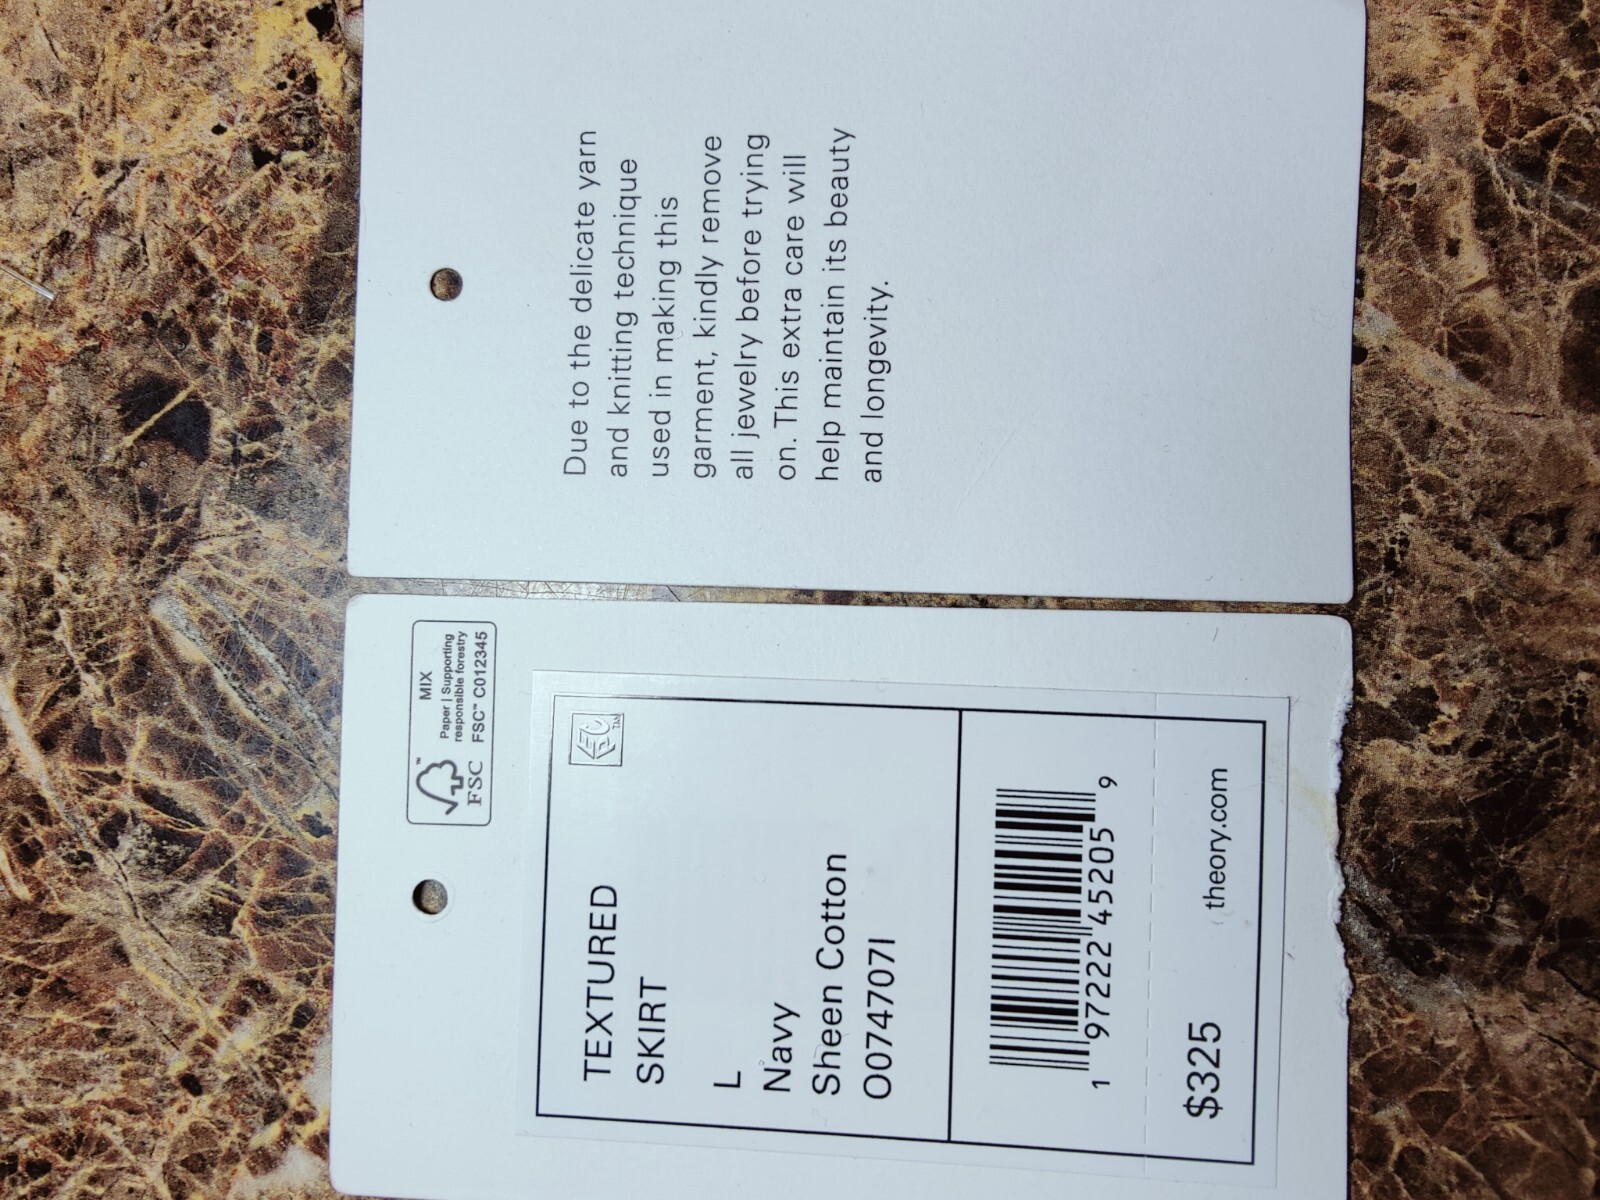 Due to the delicate yarn
and knitting technique
used in making this
garment, kindly remove
all jewelry before trying
on. This extra care will
help maintain its beauty
and longevity.
MIX
Paper | Supporting
responsible forestry
FSC™ C012345
FSC™
TEXTURED
SKIRT
L
Navy
Sheen Cotton
O074707I
1 97222 45205 9
$325
theory.com